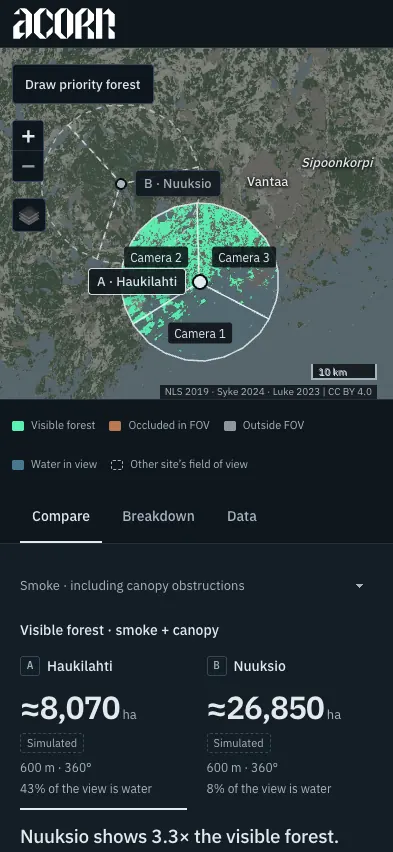 acorn
Draw priority forest
+
−
Sipoonkorpi
B · Nuuksio
Vantaa
Camera 2
Camera 3
A · Haukilahti
Camera 1
10 km
NLS 2019 · Syke 2024 · Luke 2023 | CC BY 4.0
Visible forest Occluded in FOV Outside FOV
Water in view Other site's field of view
Compare Breakdown Data
Smoke · including canopy obstructions
Visible forest · smoke + canopy
A Haukilahti B Nuuksio
≈8,070 ha ≈26,850 ha
Simulated Simulated
600 m · 360° 600 m · 360°
43% of the view is water 8% of the view is water
Nuuksio shows 3.3× the visible forest.